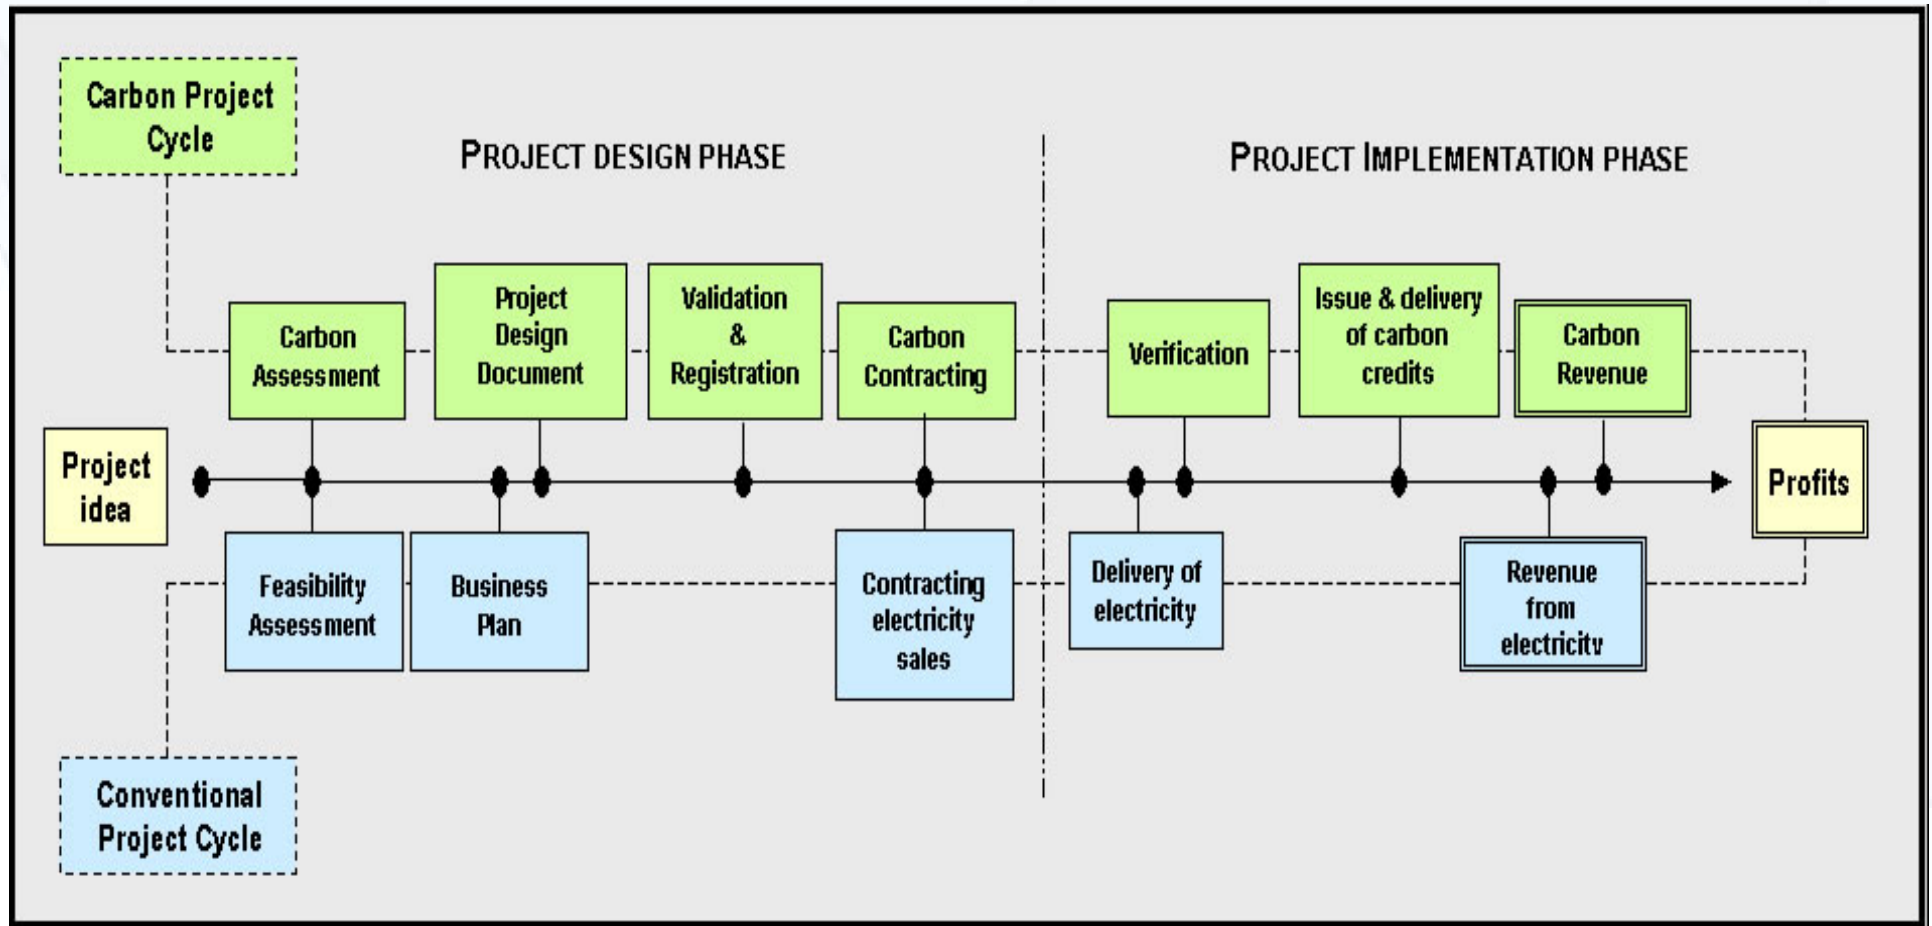 Carbon Project
Cycle
PROJECT DESIGN PHASE
PROJECT IMPLEMENTATION PHASE
Carbon
Assessment
Project
Design
Document
Validation
&
Registration
Carbon
Contracting
Verification
Issue & delivery
of carbon
credits
Carbon
Revenue
Project
idea
Profits
Feasibility
Assessment
Business
Plan
Contracting
electricity
sales
Delivery of
electricity
Revenue
from
electricity
Conventional
Project Cycle